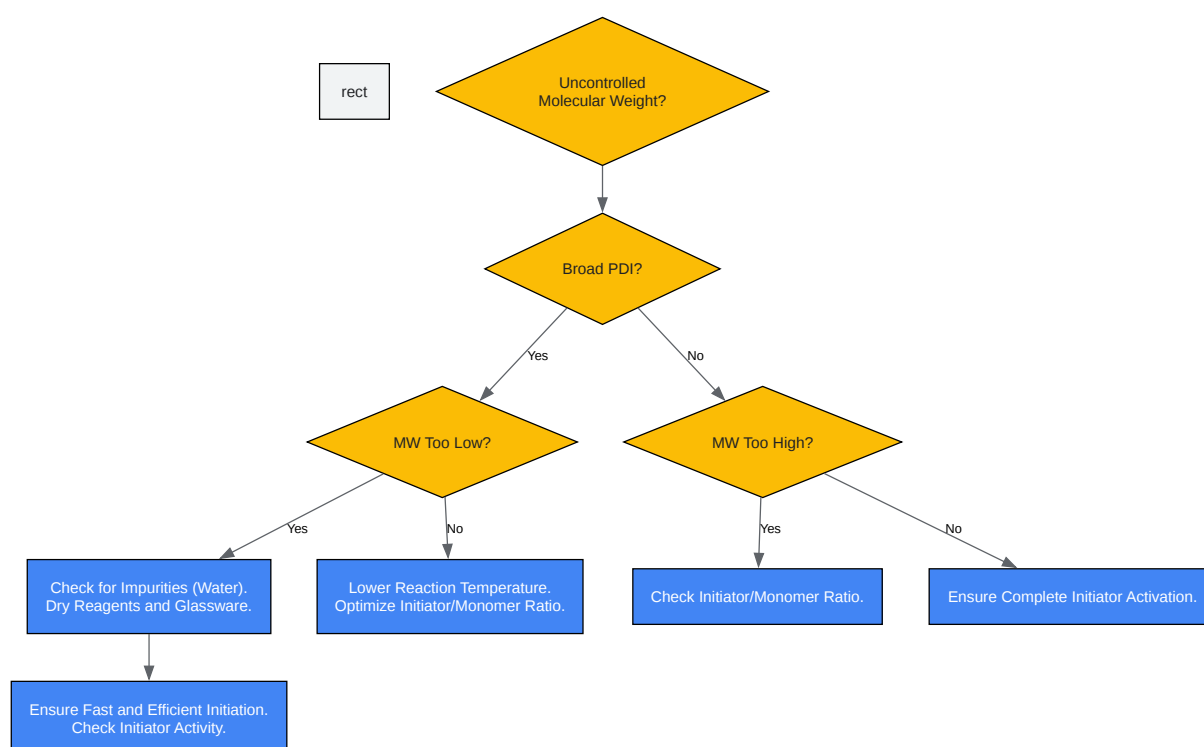 rect
Uncontrolled
Molecular Weight?
Broad PDI?
Yes
No
MW Too Low?
MW Too High?
Yes
No
Yes
No
Check for Impurities (Water).
Dry Reagents and Glassware.
Lower Reaction Temperature.
Optimize Initiator/Monomer Ratio.
Check Initiator/Monomer Ratio.
Ensure Complete Initiator Activation.
Ensure Fast and Efficient Initiation.
Check Initiator Activity.